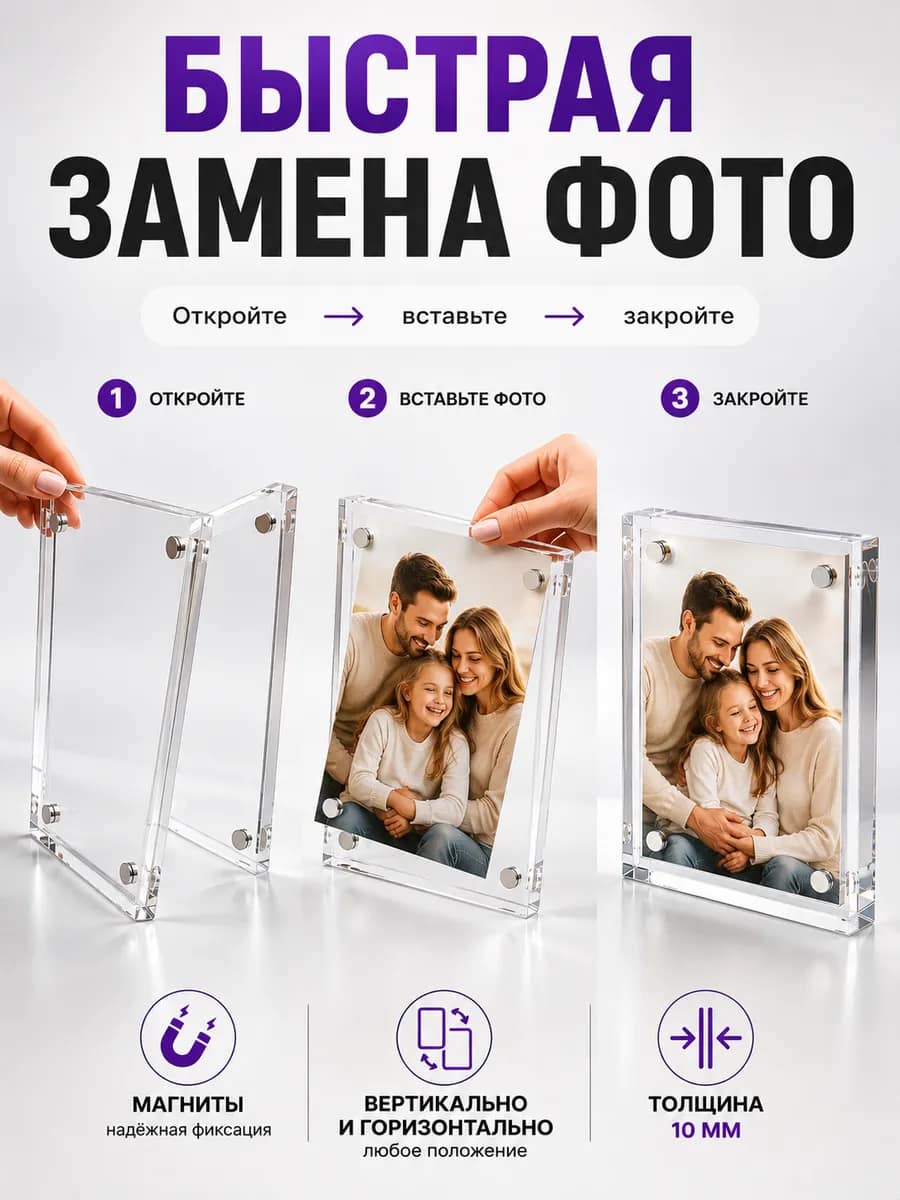 БЫСТРАЯ
ЗАМЕНА ФОТО
Откройте → вставьте → закройте
1 ОТКРОЙТЕ
2 ВСТАВЬТЕ ФОТО
3 ЗАКРОЙТЕ
МАГНИТЫ
надёжная фиксация
ВЕРТИКАЛЬНО
И ГОРИЗОНТАЛЬНО
любое положение
ТОЛЩИНА
10 ММ